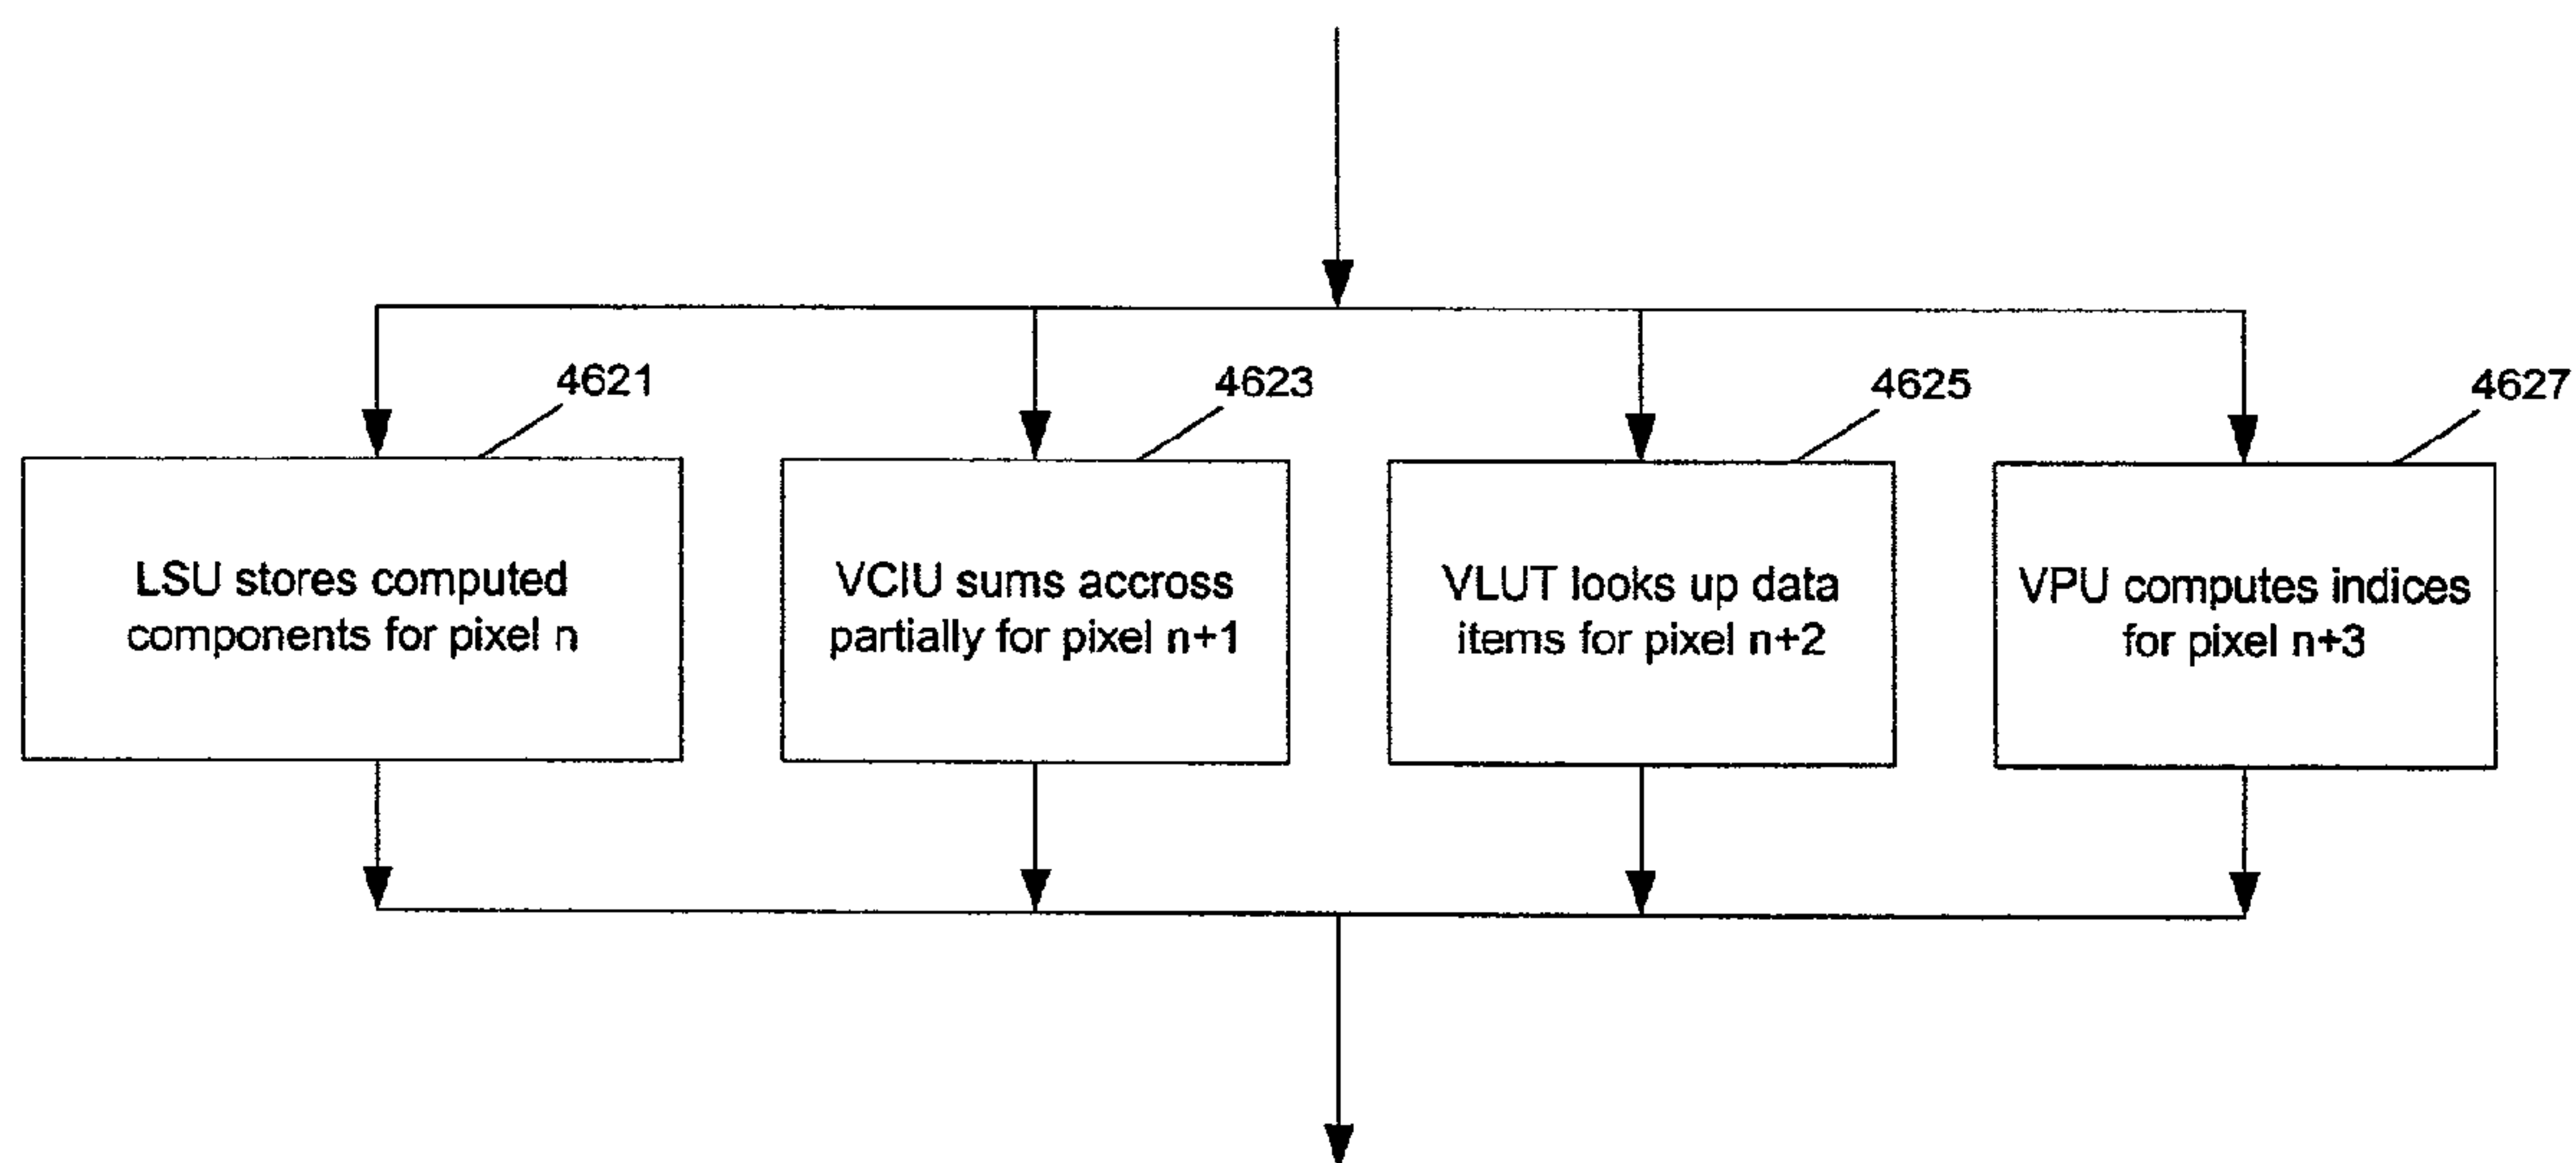 4621
4623
4625
4627
LSU stores computed
components for pixel n
VCIU sums accross
partially for pixel n+1
VLUT looks up data
items for pixel n+2
VPU computes indices
for pixel n+3